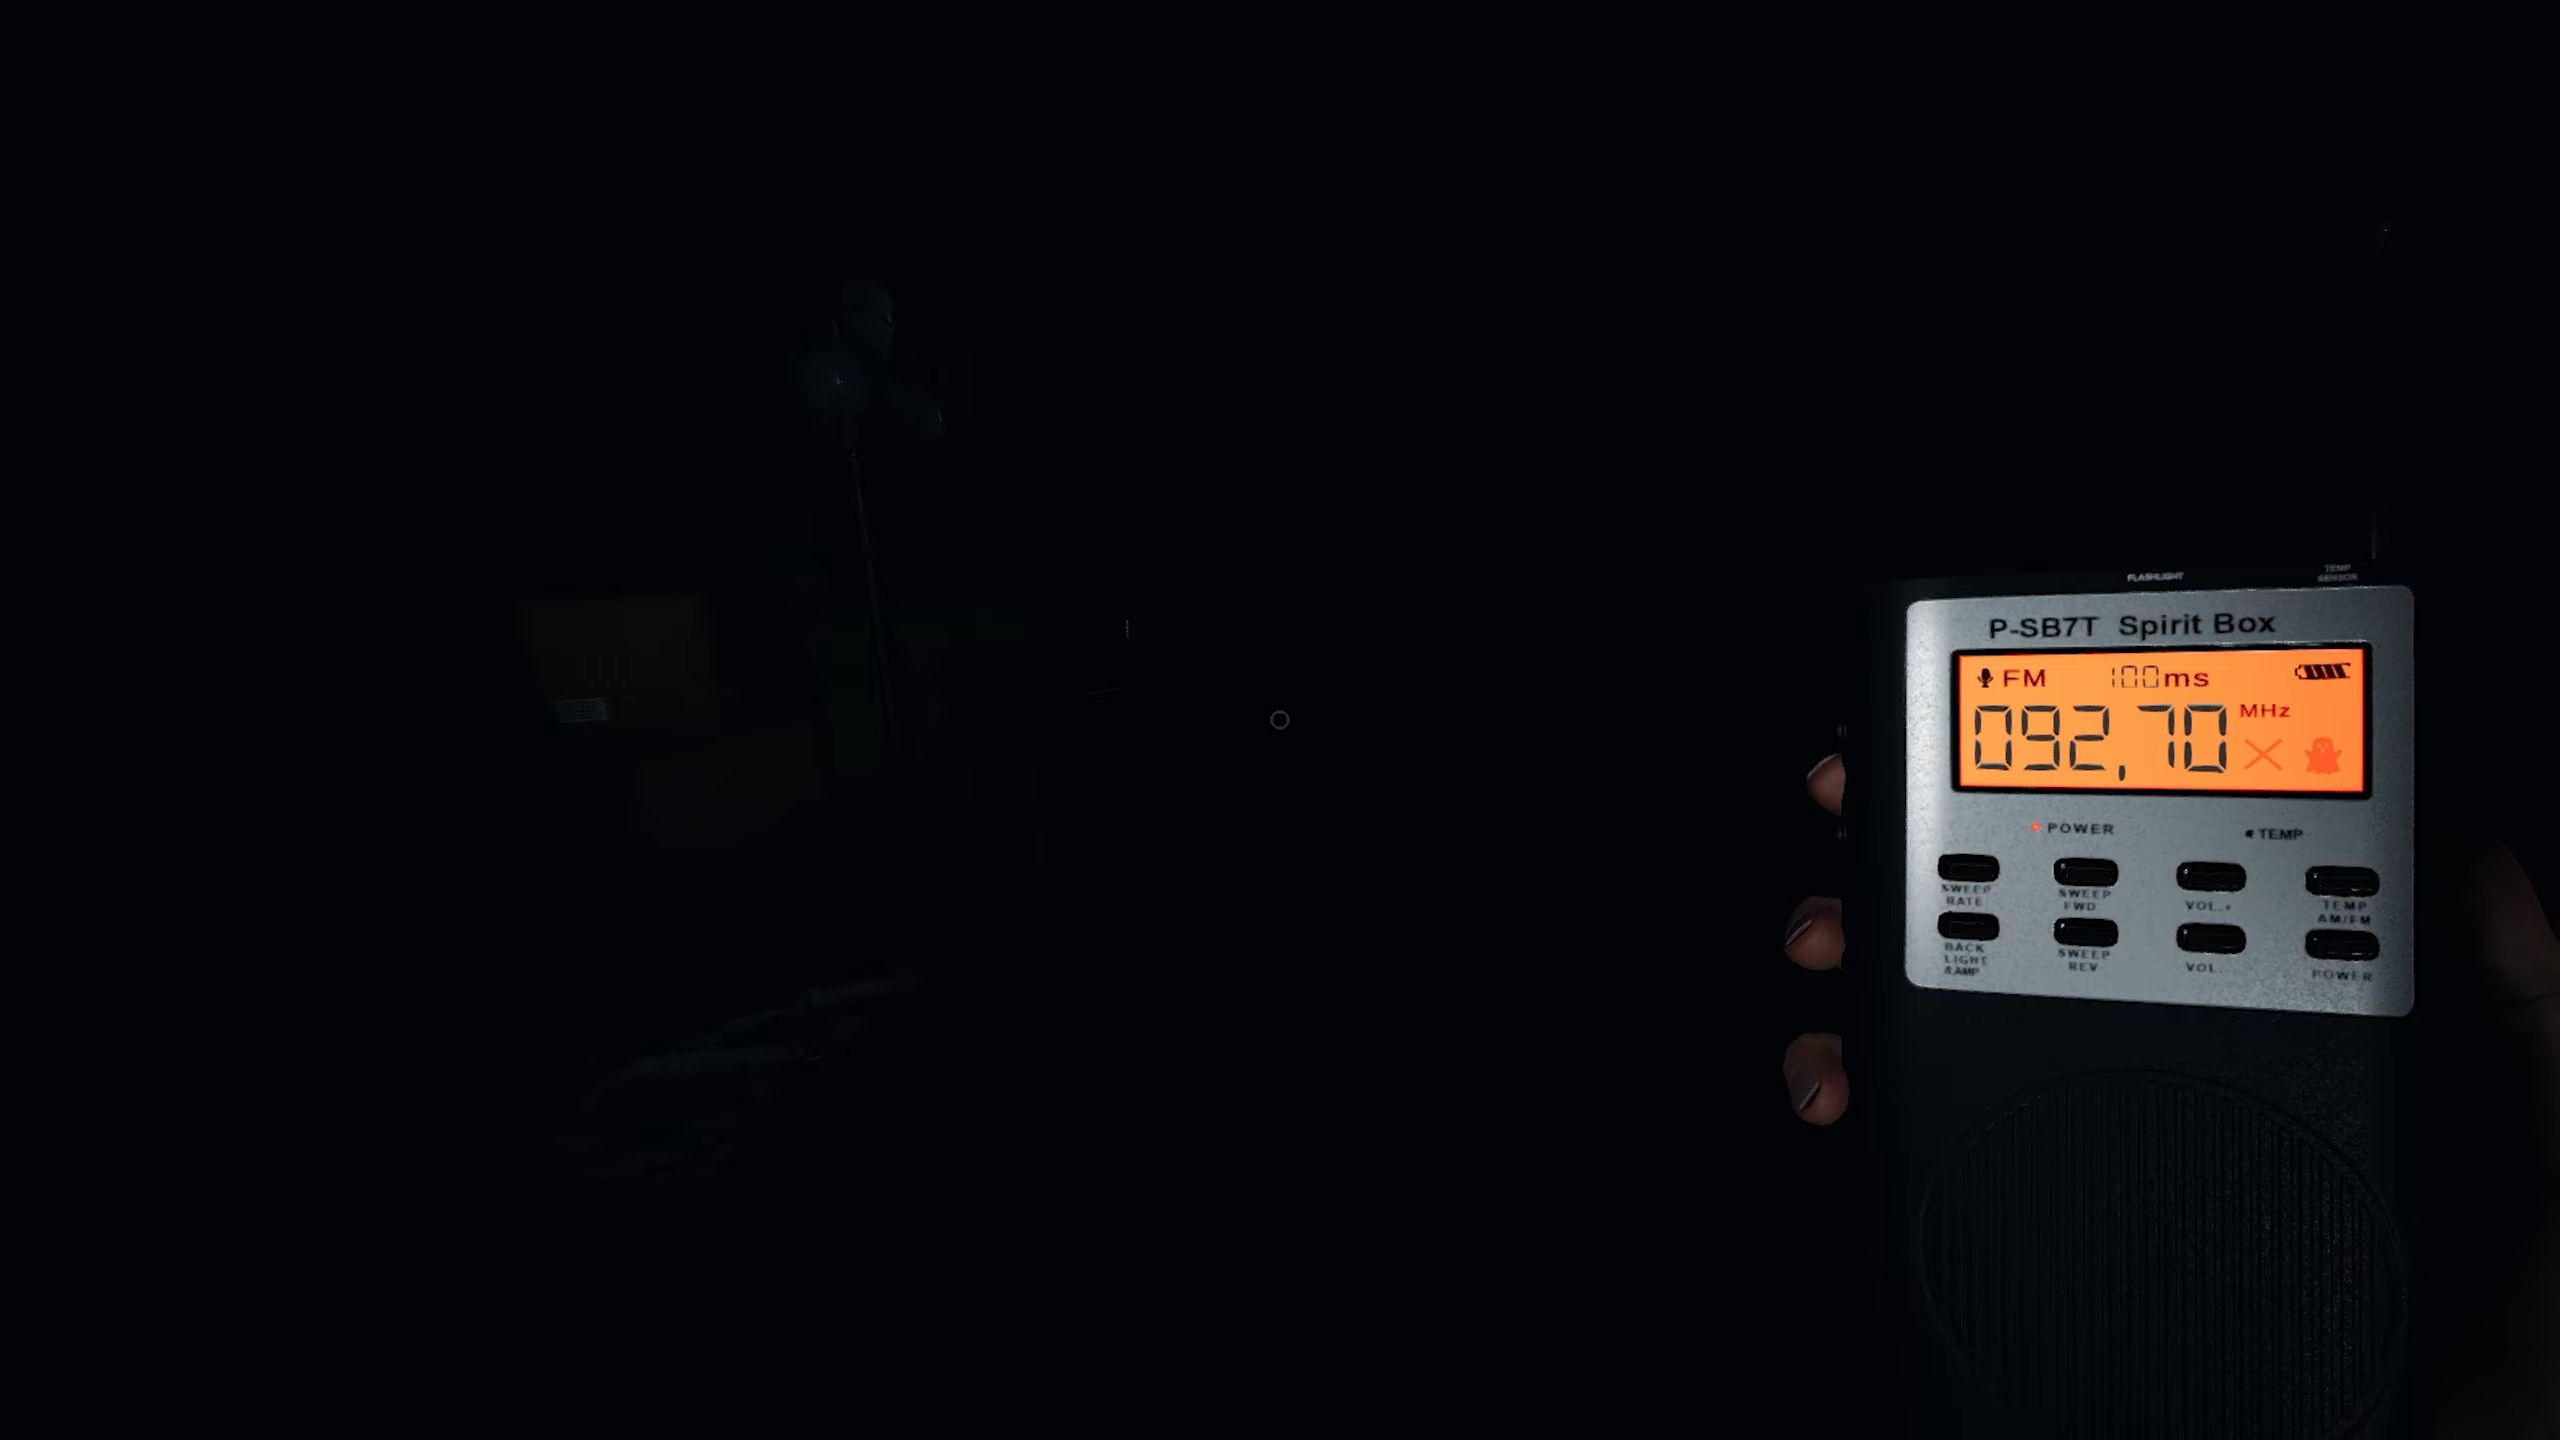 FLASHLIGHT
TEMP
SENSOR
P-SB7T Spirit Box
FM 100ms
092,70 MHz
POWER TEMP
SWEEP
RATE
SWEEP
FWD
VOL.+
TEMP
AM/FM
BACK
LIGHT
/LAMP
SWEEP
REV
VOL
POWER